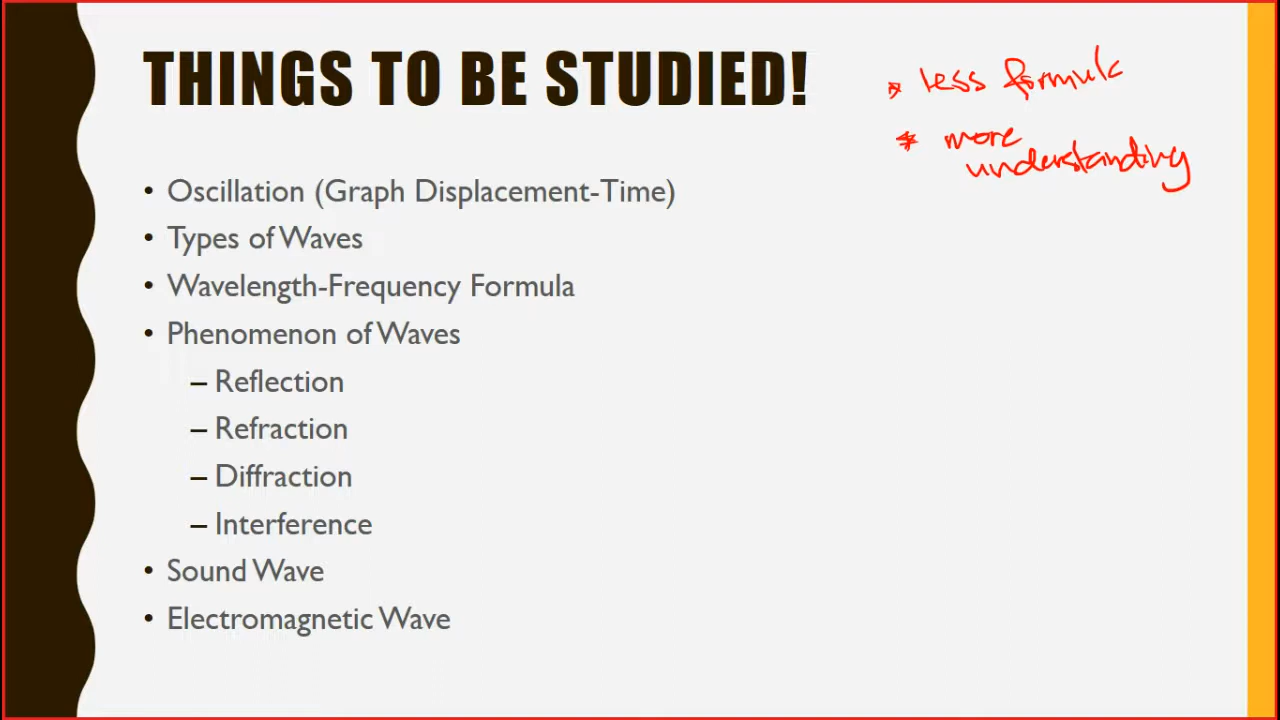 THINGS TO BE STUDIED!
* less formula
* more
understanding
• Oscillation (Graph Displacement-Time)
• Types of Waves
• Wavelength-Frequency Formula
• Phenomenon of Waves
– Reflection
– Refraction
– Diffraction
– Interference
• Sound Wave
• Electromagnetic Wave